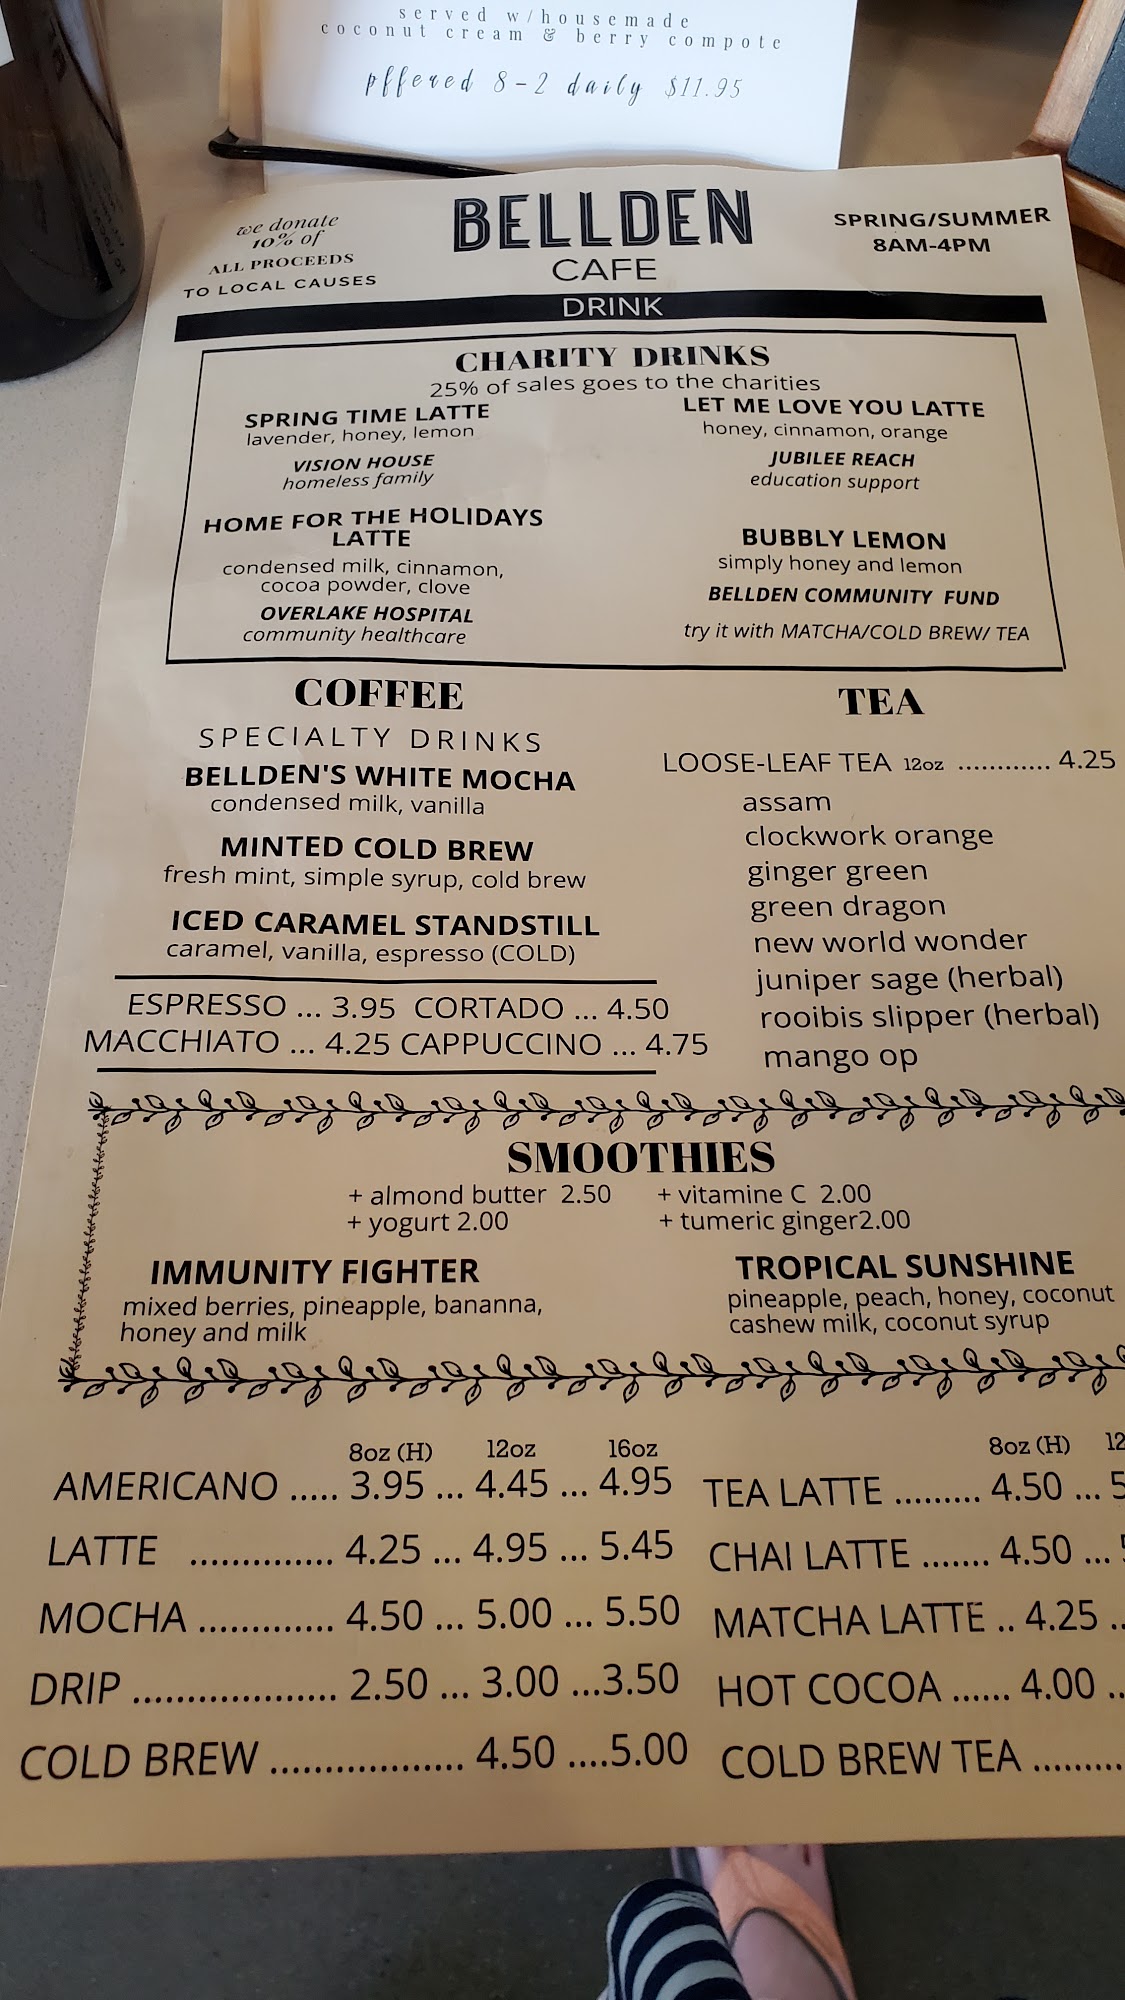 served w/housemade
coconut cream & berry compote
pffered 8-2 daily $11.95
we donate
10% of
ALL PROCEEDS
TO LOCAL CAUSES
BELLDEN
CAFE
SPRING/SUMMER
8AM-4PM
DRINK
CHARITY DRINKS
25% of sales goes to the charities
SPRING TIME LATTE
lavender, honey, lemon
VISION HOUSE
homeless family
LET ME LOVE YOU LATTE
honey, cinnamon, orange
JUBILEE REACH
education support
HOME FOR THE HOLIDAYS
LATTE
condensed milk, cinnamon,
cocoa powder, clove
OVERLAKE HOSPITAL
community healthcare
BUBBLY LEMON
simply honey and lemon
BELLDEN COMMUNITY FUND
try it with MATCHA/COLD BREW/ TEA
COFFEE
SPECIALTY DRINKS
BELLDEN'S WHITE MOCHA
condensed milk, vanilla
MINTED COLD BREW
fresh mint, simple syrup, cold brew
ICED CARAMEL STANDSTILL
caramel, vanilla, espresso (COLD)
ESPRESSO ... 3.95 CORTADO ... 4.50
MACCHIATO ... 4.25 CAPPUCCINO ... 4.75
TEA
LOOSE-LEAF TEA 12oz ............ 4.25
assam
clockwork orange
ginger green
green dragon
new world wonder
juniper sage (herbal)
rooibis slipper (herbal)
mango op
SMOOTHIES
+ almond butter 2.50 + vitamine C 2.00
+ yogurt 2.00 + tumeric ginger2.00
IMMUNITY FIGHTER
mixed berries, pineapple, bananna,
honey and milk
TROPICAL SUNSHINE
pineapple, peach, honey, coconut
cashew milk, coconut syrup
8oz (H) 12oz 16oz
AMERICANO ..... 3.95 ... 4.45 ... 4.95
LATTE .............. 4.25 ... 4.95 ... 5.45
MOCHA ............. 4.50 ... 5.00 ... 5.50
DRIP ................... 2.50 ... 3.00 ...3.50
COLD BREW .................. 4.50 ....5.00
8oz (H) 12
TEA LATTE ......... 4.50 ... 5
CHAI LATTE ....... 4.50 ...
MATCHA LATTE .. 4.25 ..
HOT COCOA ...... 4.00 ..
COLD BREW TEA .........